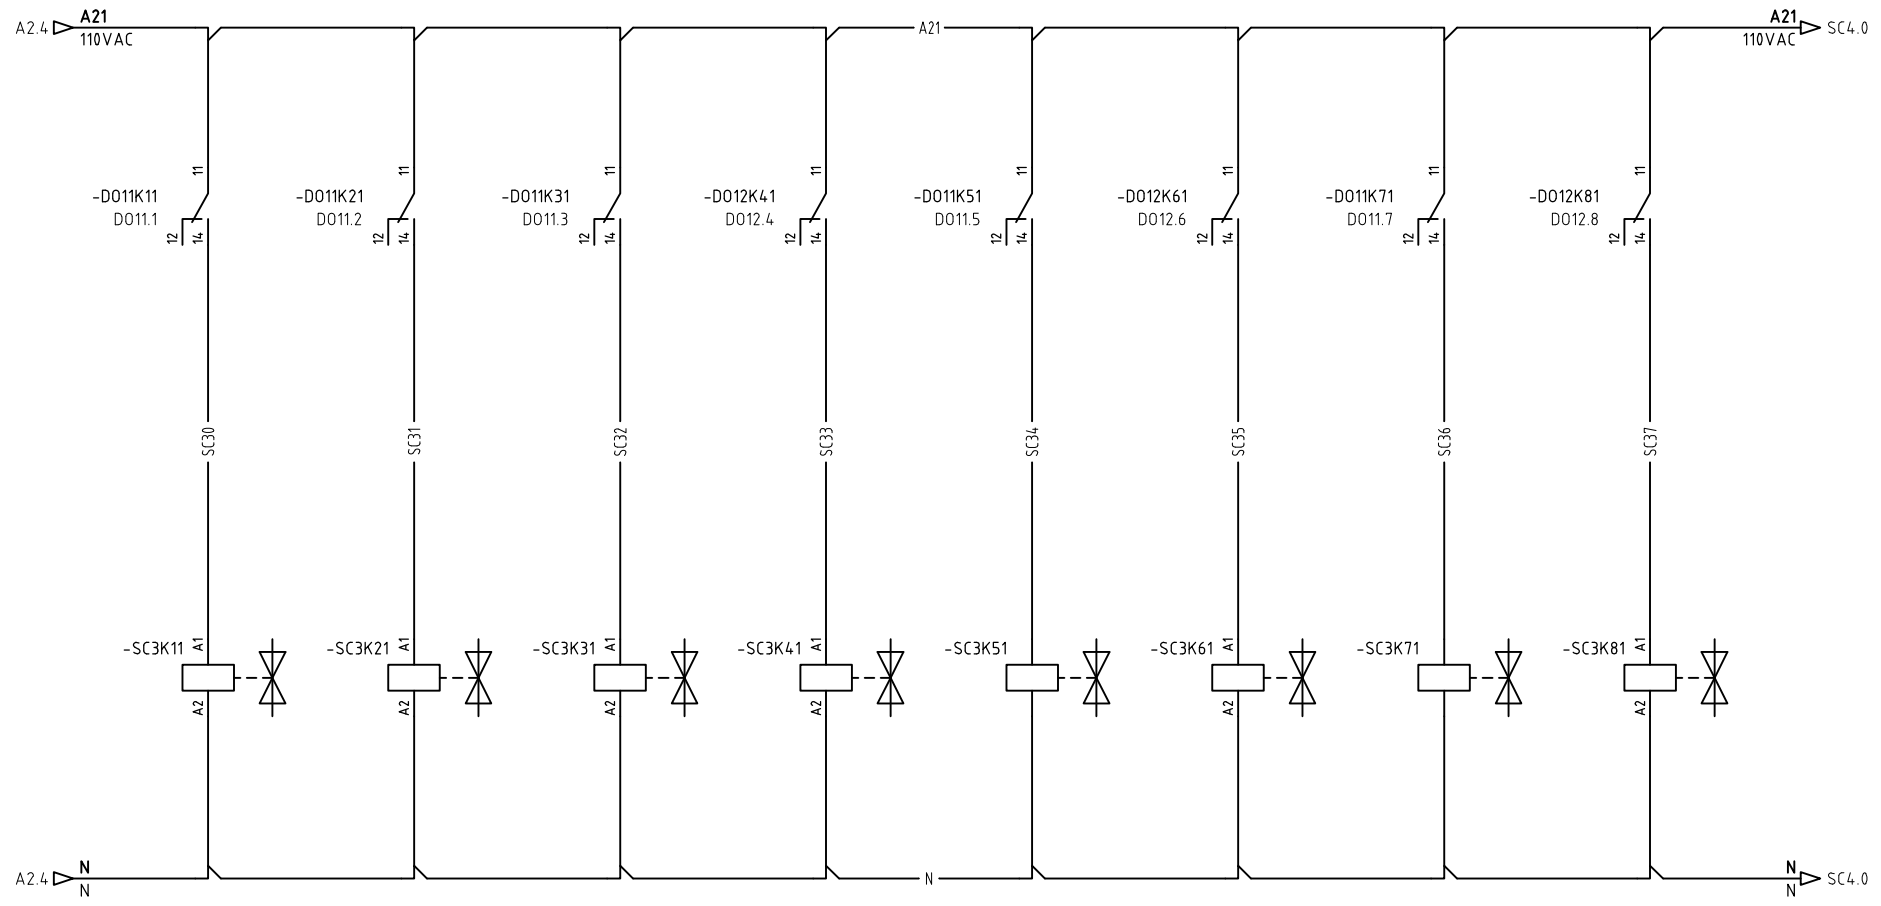 A2.4 A21 A21 A21 SC4.0
110VAC 110VAC
11 11 11 11 11 11 11 11
-DO11K11 -DO11K21 -DO11K31 -DO12K41 -DO11K51 -DO12K61 -DO11K71 -DO12K81
DO11.1 DO11.2 DO11.3 DO12.4 DO11.5 DO12.6 DO11.7 DO12.8
12 14 12 14 12 14 12 14 12 14 12 14 12 14 12 14
SC30 SC31 SC32 SC33 SC34 SC35 SC36 SC37
-SC3K11 A1 -SC3K21 A1 -SC3K31 A1 -SC3K41 A1 -SC3K51 -SC3K61 A1 -SC3K71 -SC3K81 A1
A2 A2 A2 A2 A2 A2
A2.4 N N N SC4.0
N N